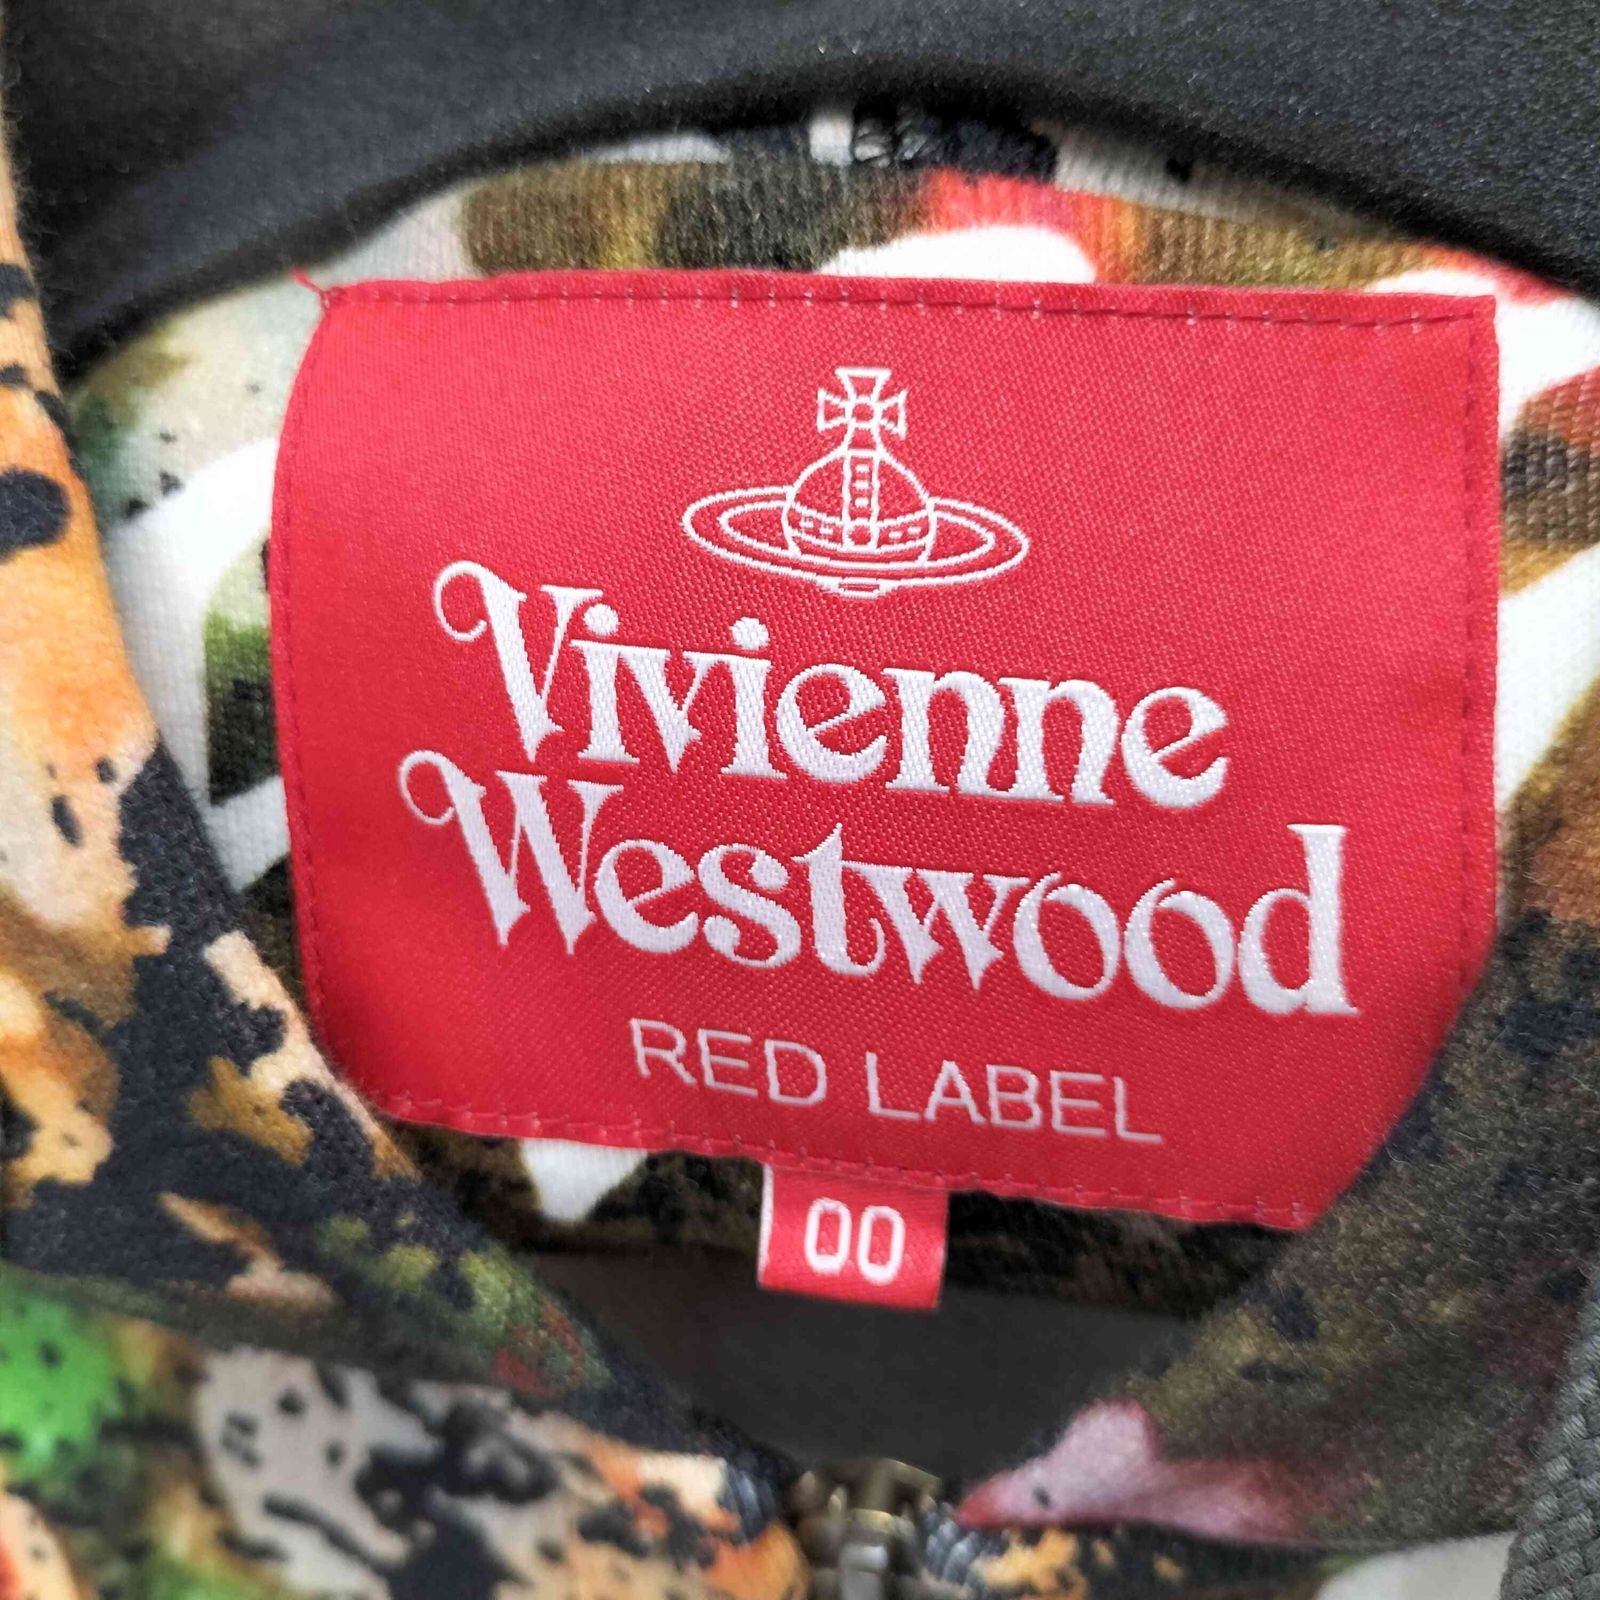 Vivienne
Westwood
RED LABEL
00